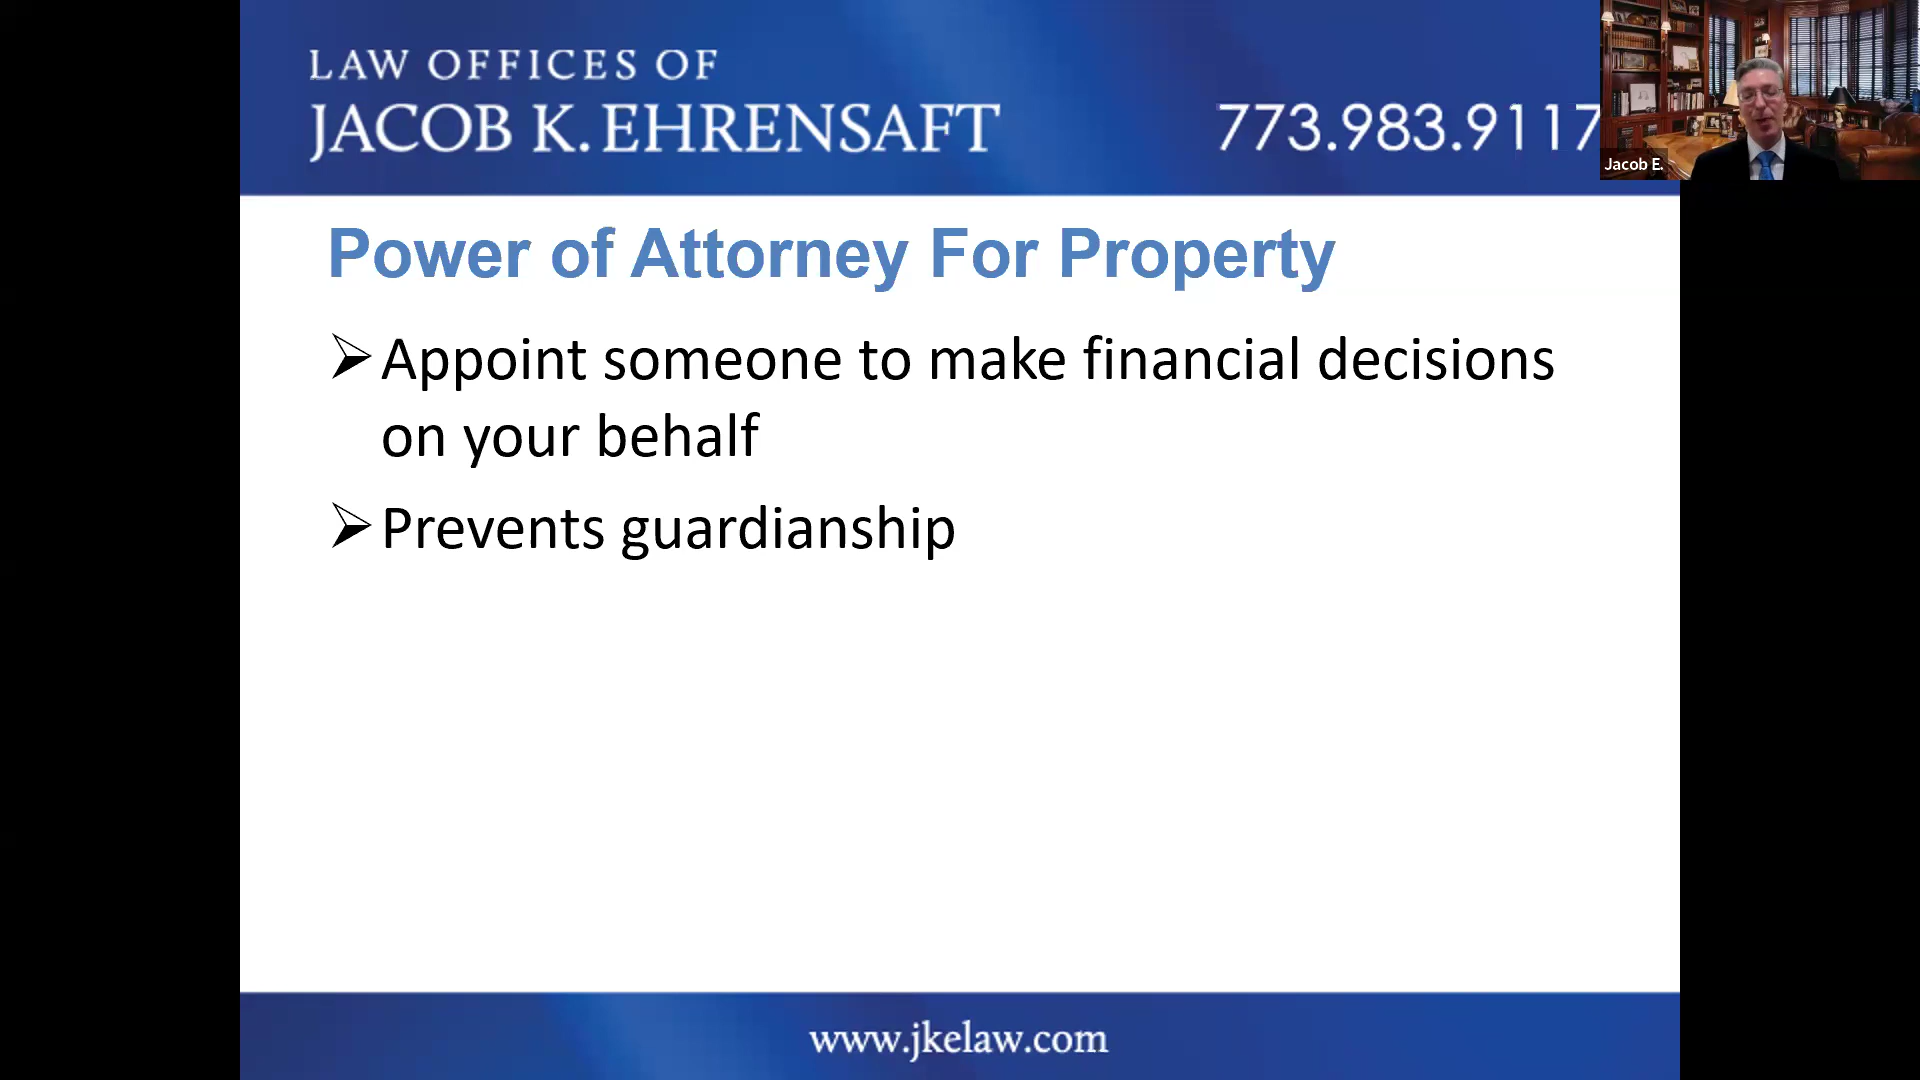 LAW OFFICES OF
JACOB K. EHRENSAFT
773.983.9117
Jacob E.
Power of Attorney For Property
➢Appoint someone to make financial decisions
on your behalf
➢Prevents guardianship
www.jkelaw.com